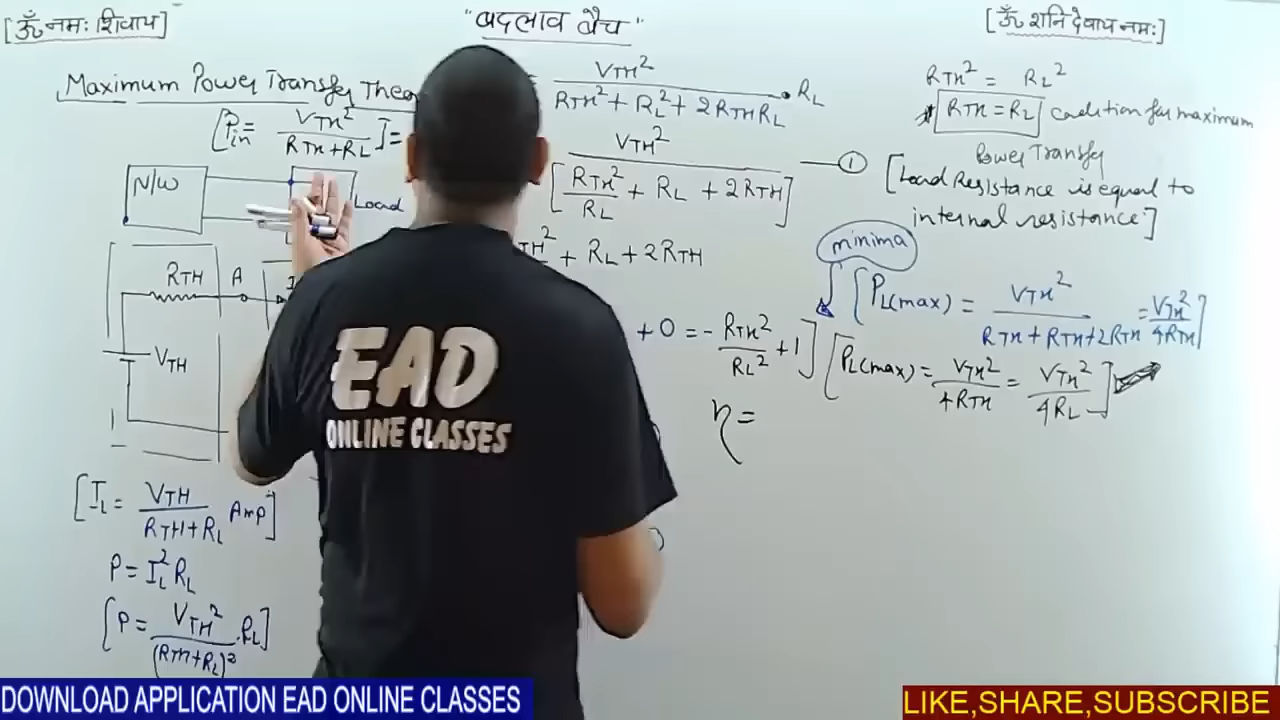 [ॐ नमः शिवाय]
"बदलाव बैच"
[ॐ शनि देवाय नमः]
Maximum Power Transfer Theo
[Pin = VTH²/(RTH+RL)] =
N/W
Load
RTH
A
VTH
[IL = VTH/(RTH+RL) Amp]
P = IL² RL
[P = VTH²/(RTH+RL)² . RL]
= VTH²/(RTH² + RL² + 2RTHRL) • RL
VTH²/[RTH²/RL + RL + 2RTH] — ①
TH² + RL + 2RTH
+ 0 = - RTH²/RL² + 1]
RTH² = RL²
* RTH = RL condition for maximum
Power Transfer
[Load Resistance is equal to
internal resistance]
minima
[PL(max) = VTH²/(RTH+RTH+2RTH) = VTH²/4RTH]
[PL(max) = VTH²/4RTH = VTH²/4RL]
η =
EAD
ONLINE CLASSES
DOWNLOAD APPLICATION EAD ONLINE CLASSES
LIKE,SHARE,SUBSCRIBE